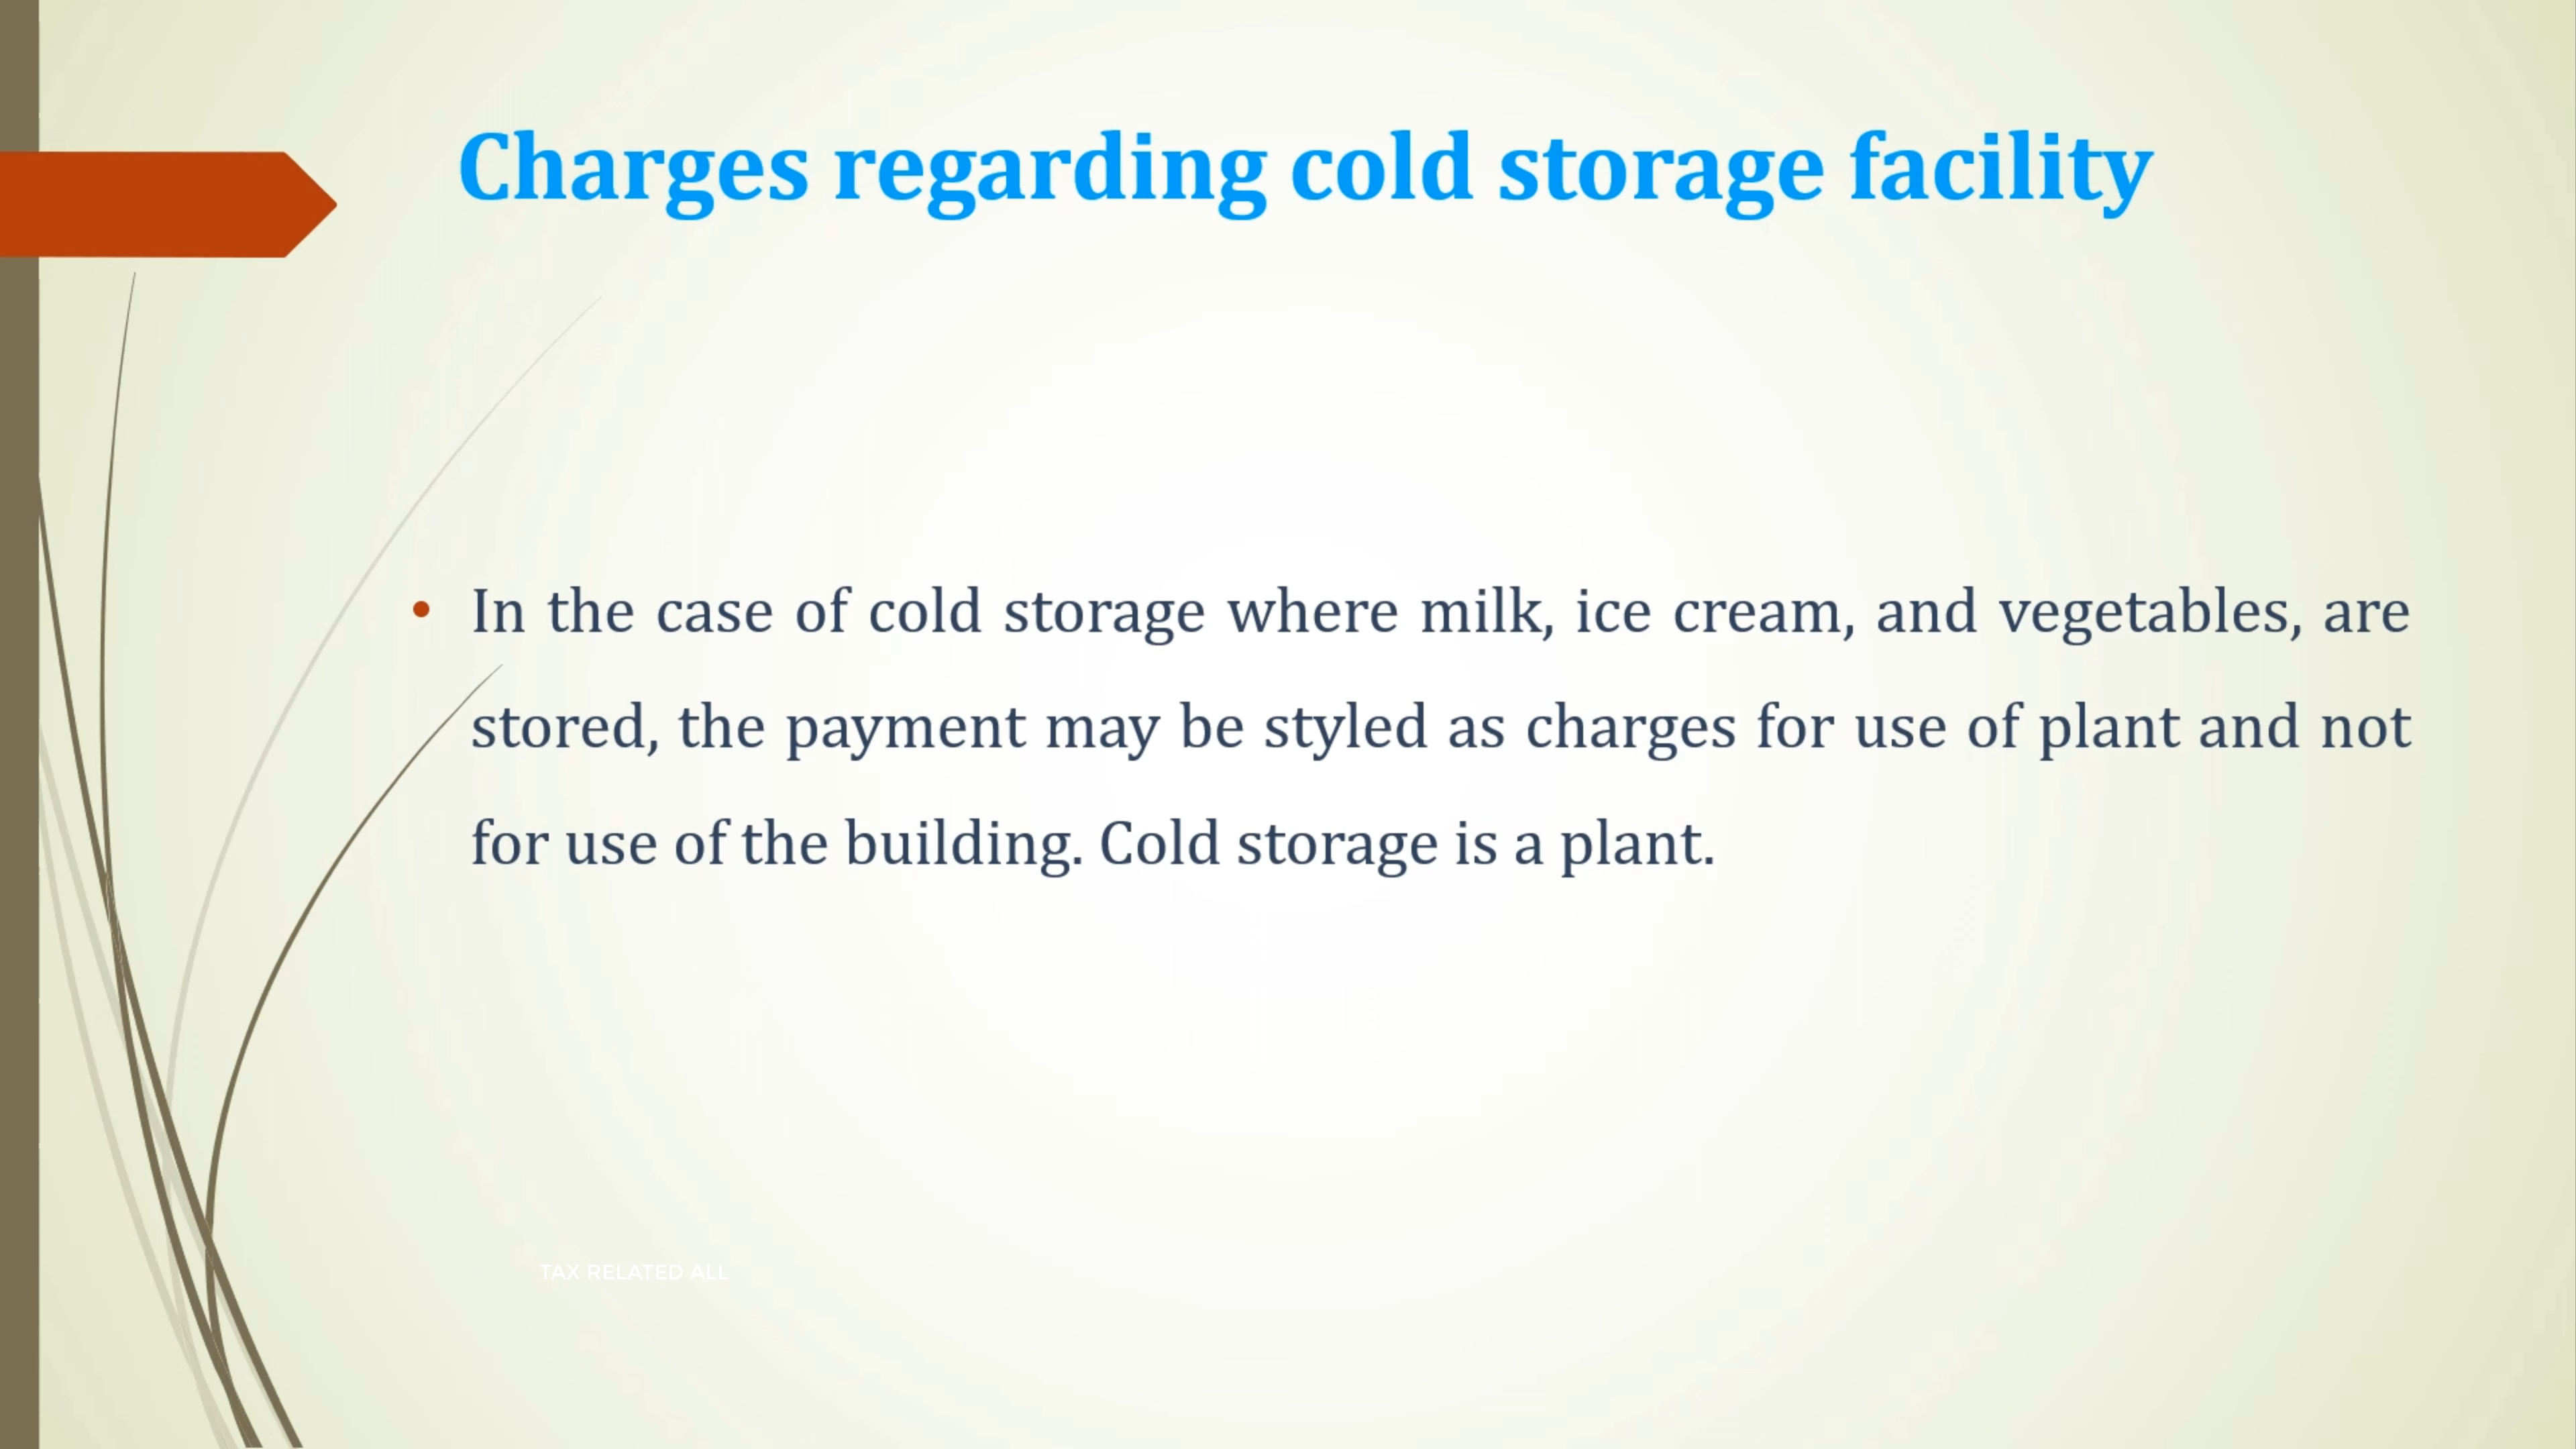 Charges regarding cold storage facility
• In the case of cold storage where milk, ice cream, and vegetables, are
stored, the payment may be styled as charges for use of plant and not
for use of the building. Cold storage is a plant.
TAX RELATED ALL